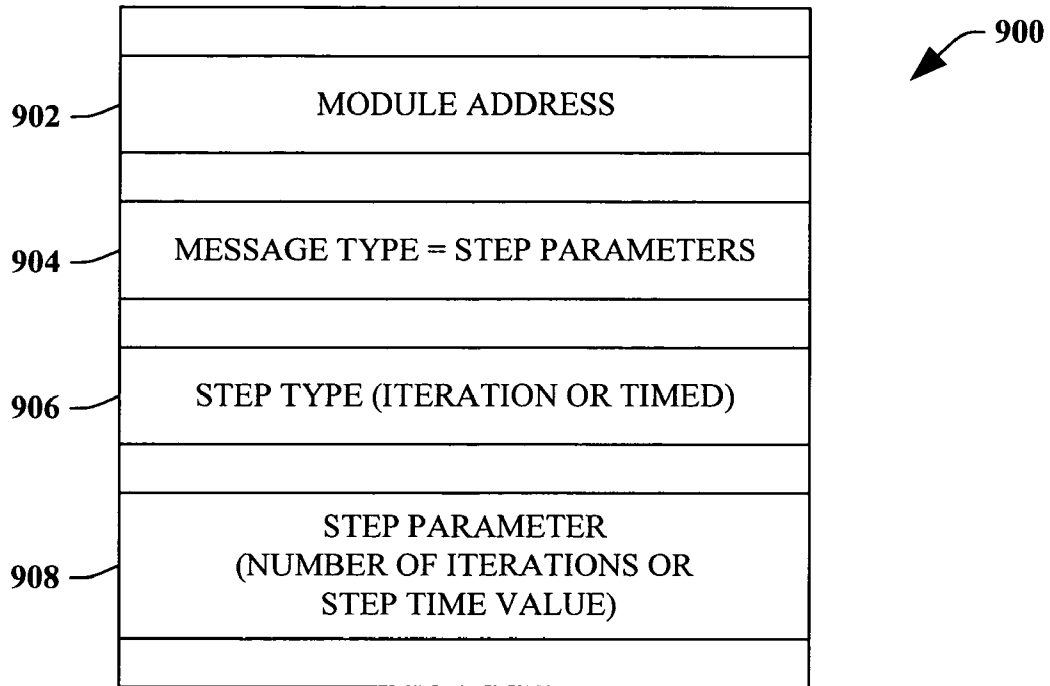 900
902
MODULE ADDRESS
904
MESSAGE TYPE = STEP PARAMETERS
906
STEP TYPE (ITERATION OR TIMED)
908
STEP PARAMETER
(NUMBER OF ITERATIONS OR
STEP TIME VALUE)